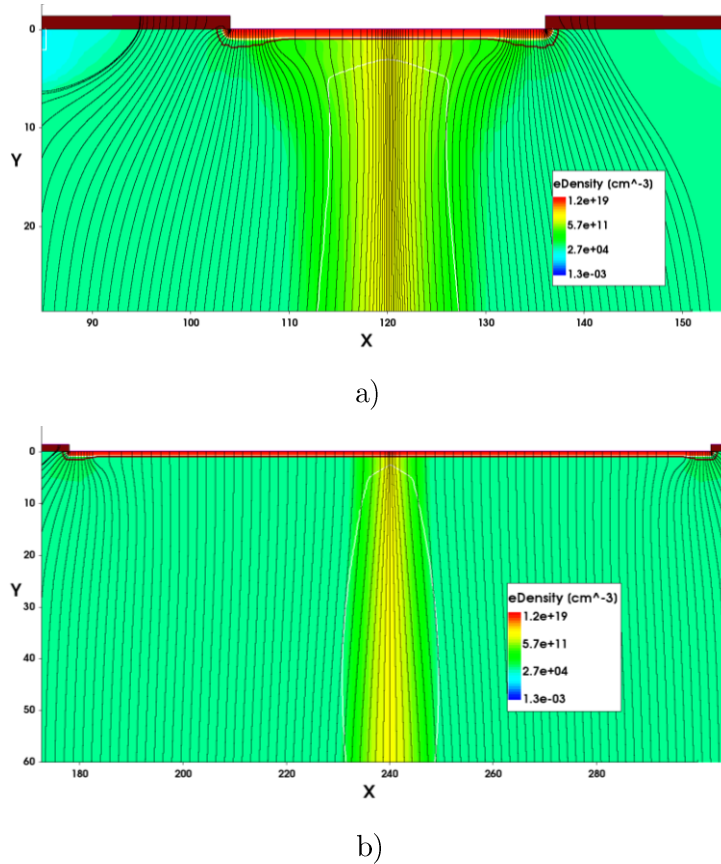 0
10
Y
20
eDensity (cm^-3)
1.2e+19
5.7e+11
2.7e+04
1.3e-03
90
100
110
120
130
140
150
X
a)
0
10
20
Y
30
40
50
60
eDensity (cm^-3)
1.2e+19
5.7e+11
2.7e+04
1.3e-03
180
200
220
240
260
280
X
b)